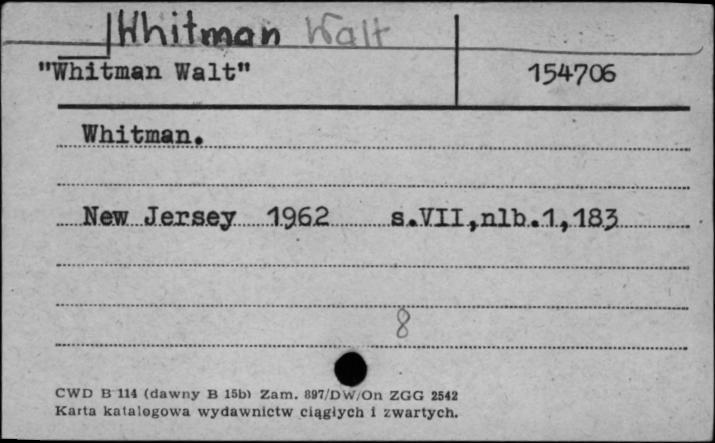 Whitman Walt
"Whitman Walt" 154706
Whitman.
New Jersey 1962 s.VII,nlb.1,183
8
CWD B 114 (dawny B 15b) Zam. 897/DW/On ZGG 2542
Karta katalogowa wydawnictw ciągłych i zwartych.